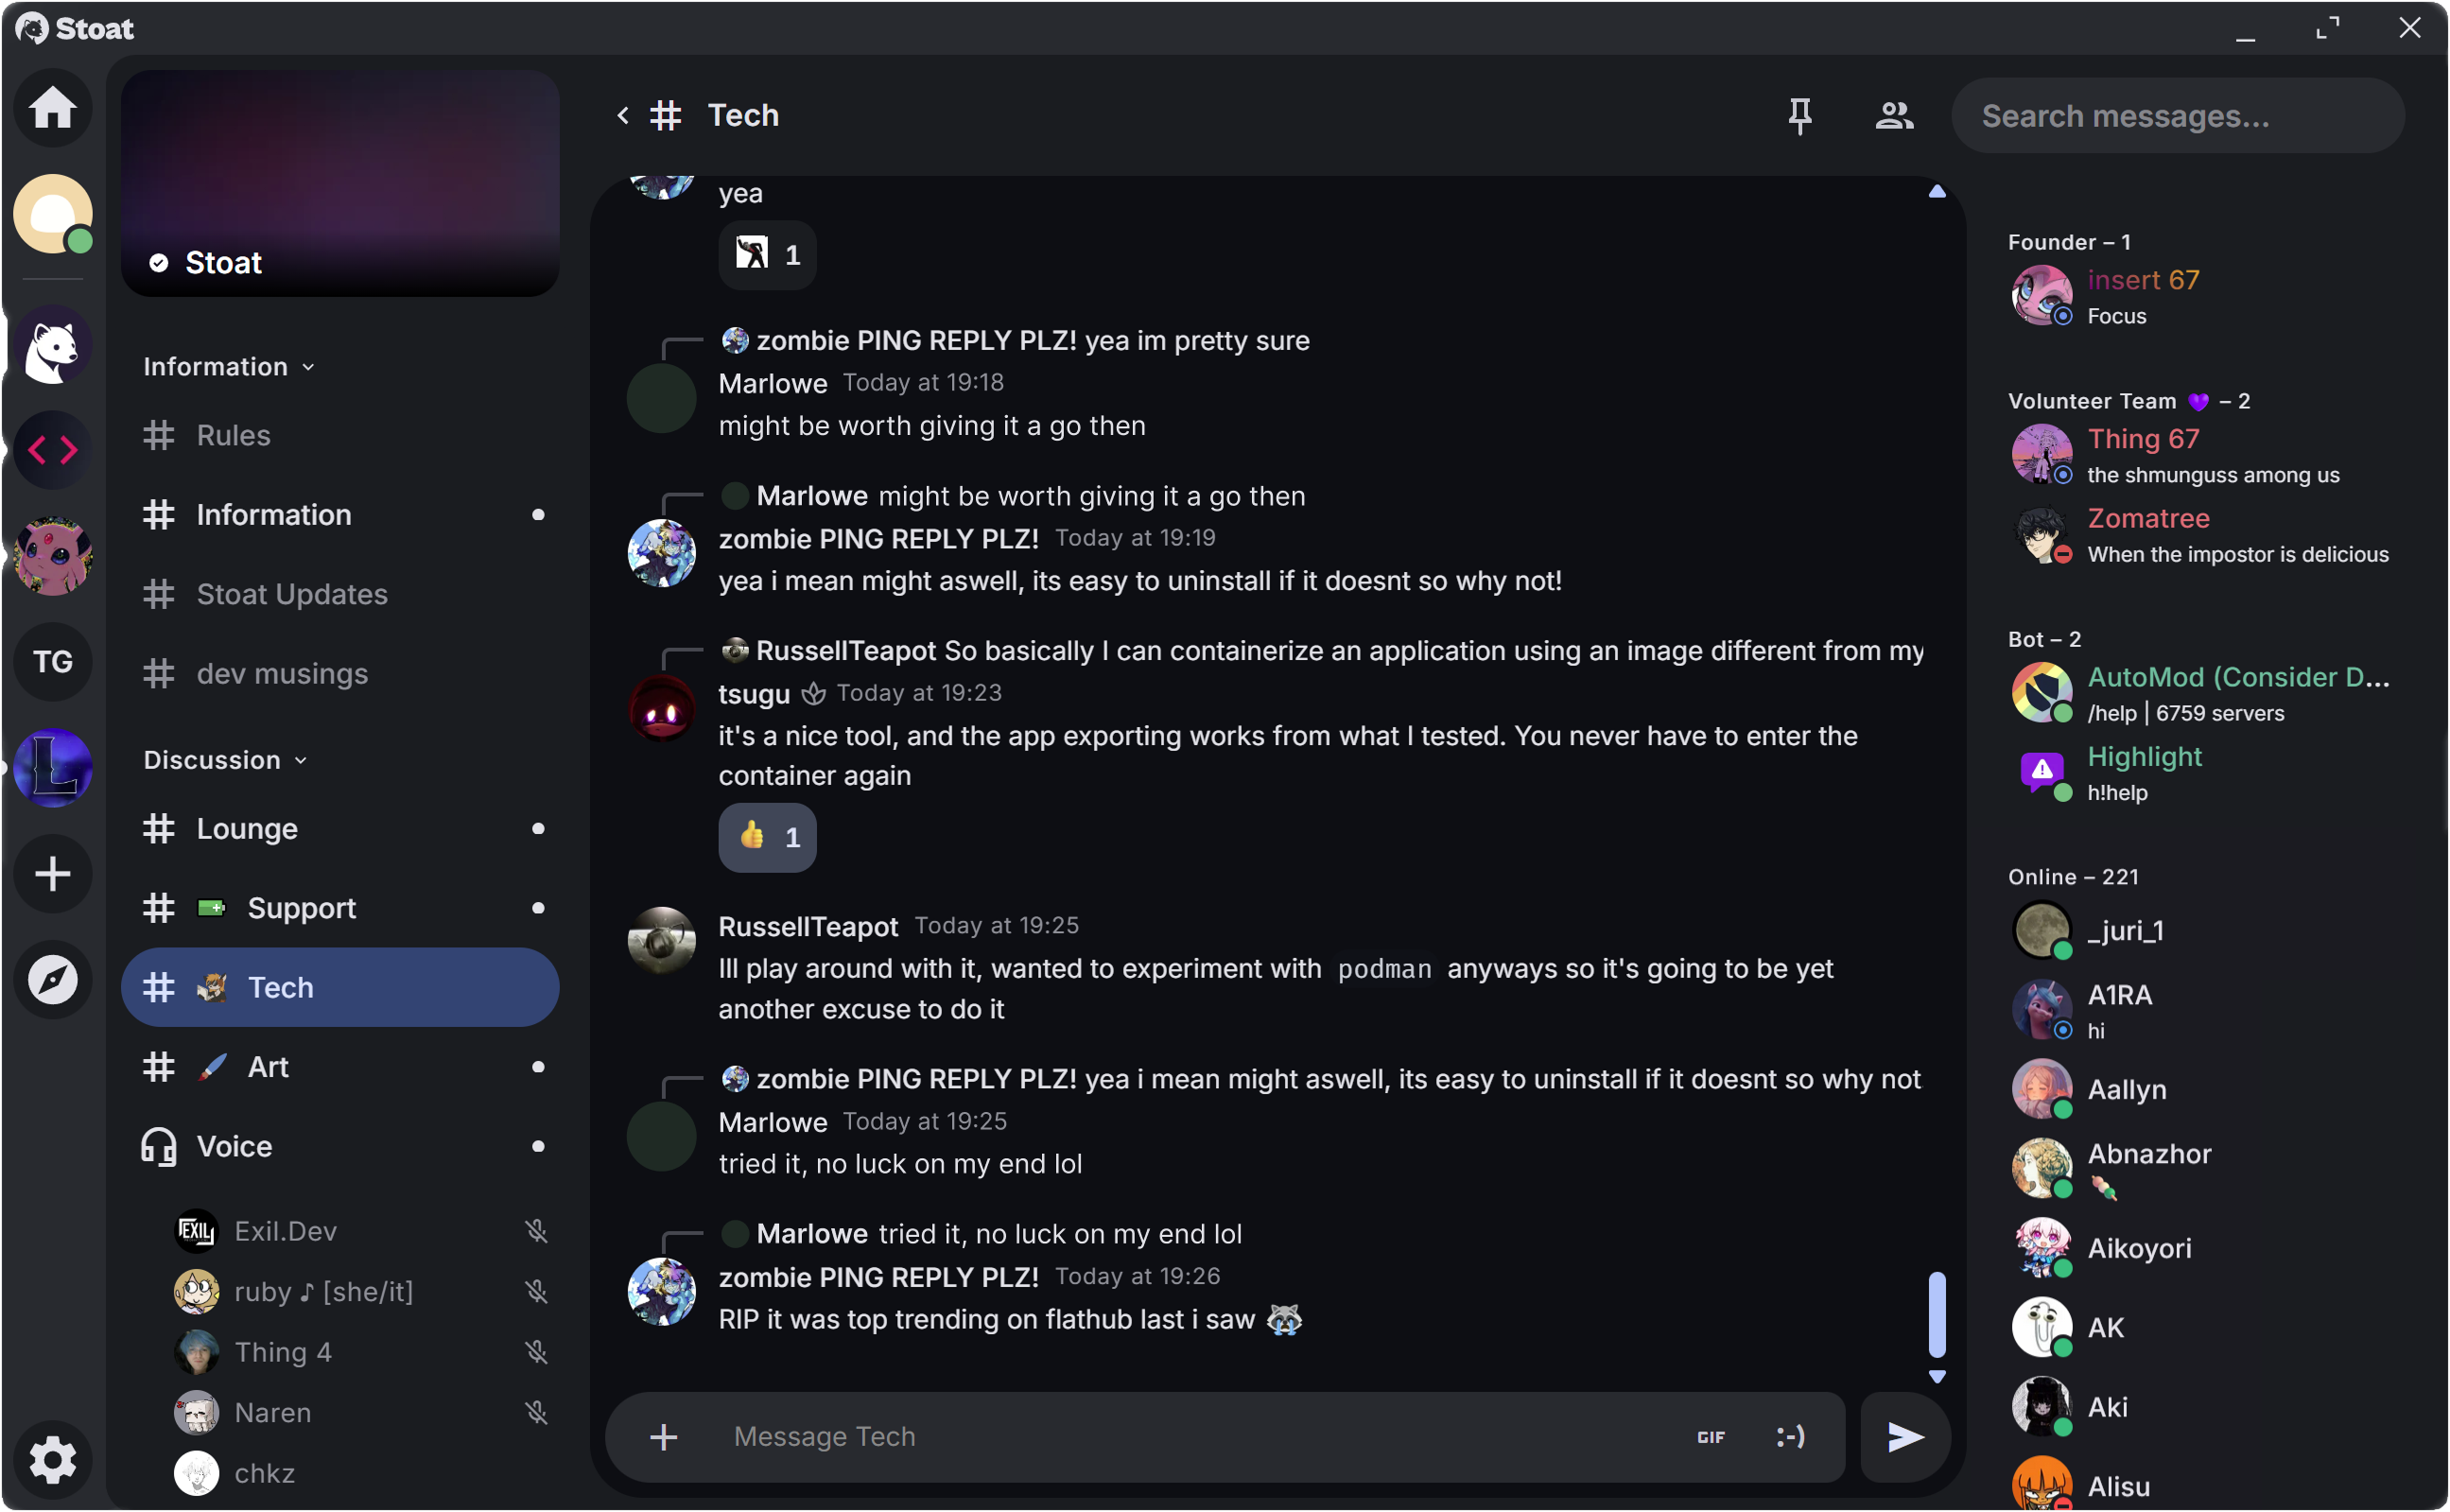 Stoat
Stoat
Information
Rules
Information
Stoat Updates
dev musings
Discussion
Lounge
Support
Tech
Art
Voice
EXIL
Exil.Dev
ruby ♪ [she/it]
Thing 4
Naren
chkz
TG
L
Tech
Search messages...
yea
1
zombie PING REPLY PLZ! yea im pretty sure
Marlowe Today at 19:18
might be worth giving it a go then
Marlowe might be worth giving it a go then
zombie PING REPLY PLZ! Today at 19:19
yea i mean might aswell, its easy to uninstall if it doesnt so why not!
RussellTeapot So basically I can containerize an application using an image different from my
tsugu Today at 19:23
it's a nice tool, and the app exporting works from what I tested. You never have to enter the
container again
👍 1
RussellTeapot Today at 19:25
Ill play around with it, wanted to experiment with podman anyways so it's going to be yet
another excuse to do it
zombie PING REPLY PLZ! yea i mean might aswell, its easy to uninstall if it doesnt so why not
Marlowe Today at 19:25
tried it, no luck on my end lol
Marlowe tried it, no luck on my end lol
zombie PING REPLY PLZ! Today at 19:26
RIP it was top trending on flathub last i saw
Message Tech
GIF
:-)
Founder – 1
insert 67
Focus
Volunteer Team 💜 – 2
Thing 67
the shmunguss among us
Zomatree
When the impostor is delicious
Bot – 2
AutoMod (Consider D...
/help | 6759 servers
Highlight
h!help
Online – 221
_juri_1
A1RA
hi
Aallyn
Abnazhor
🍡
Aikoyori
AK
Aki
Alisu